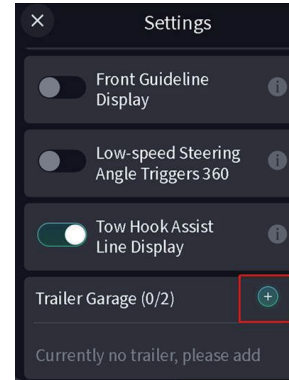 Settings
Front Guideline
Display
Low-speed Steering
Angle Triggers 360
Tow Hook Assist
Line Display
Trailer Garage (0/2)
Currently no trailer, please add